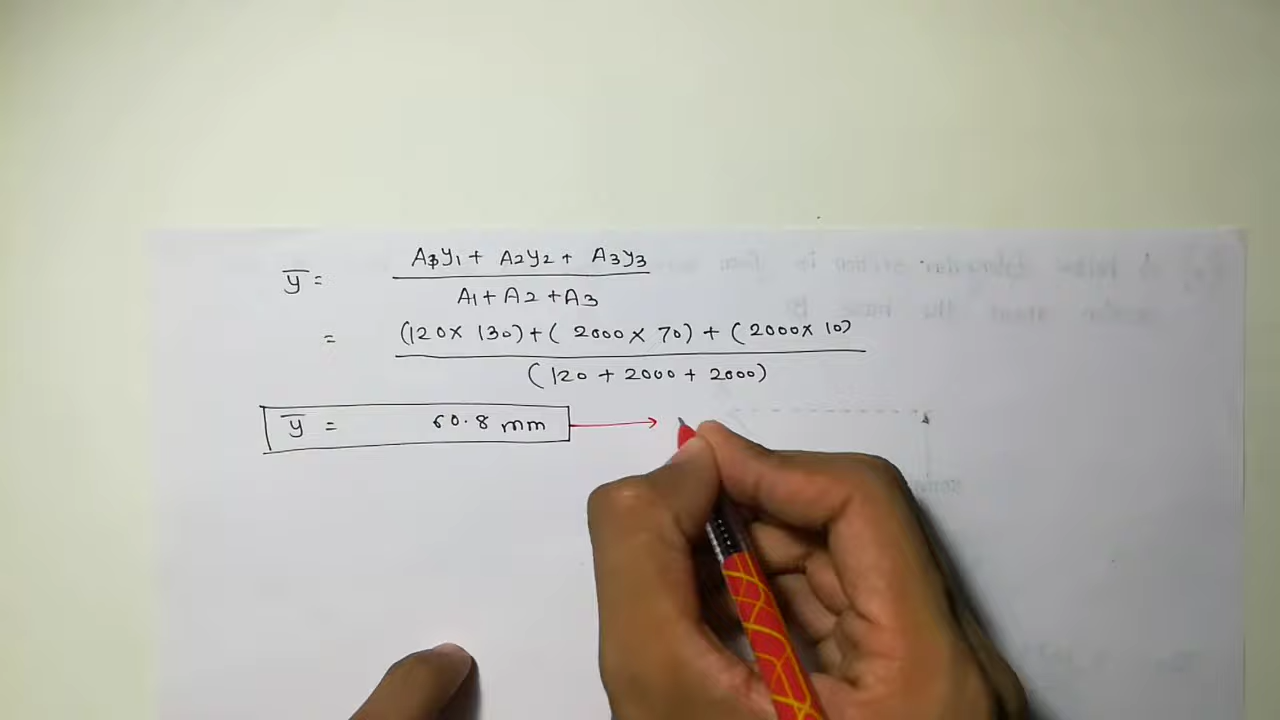 y̅ = A1y1 + A2y2 + A3y3
A1 + A2 + A3
= (120 x 130) + ( 2000 x 70) + (2000 x 10)
( 120 + 2000 + 2000)
y̅ = 60.8 mm